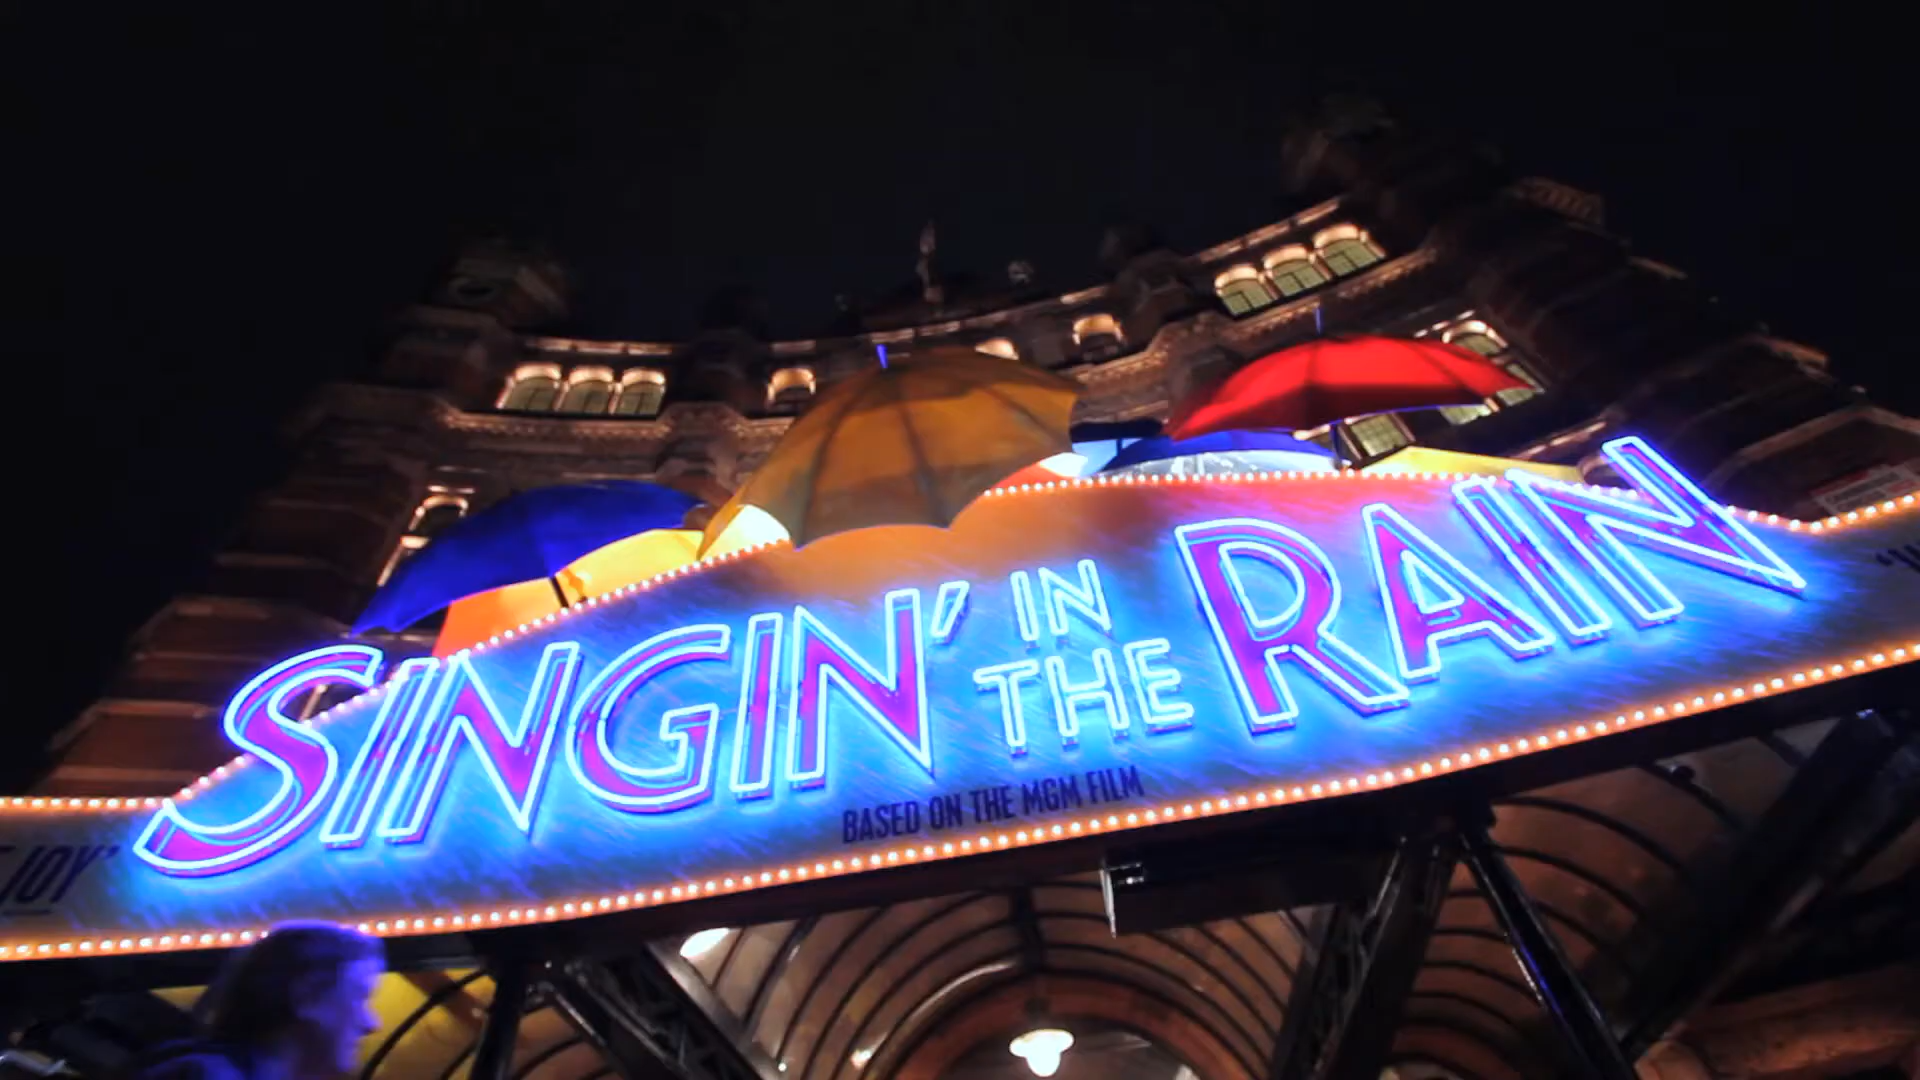 SINGIN' IN THE RAIN
BASED ON THE MGM FILM
JOY"